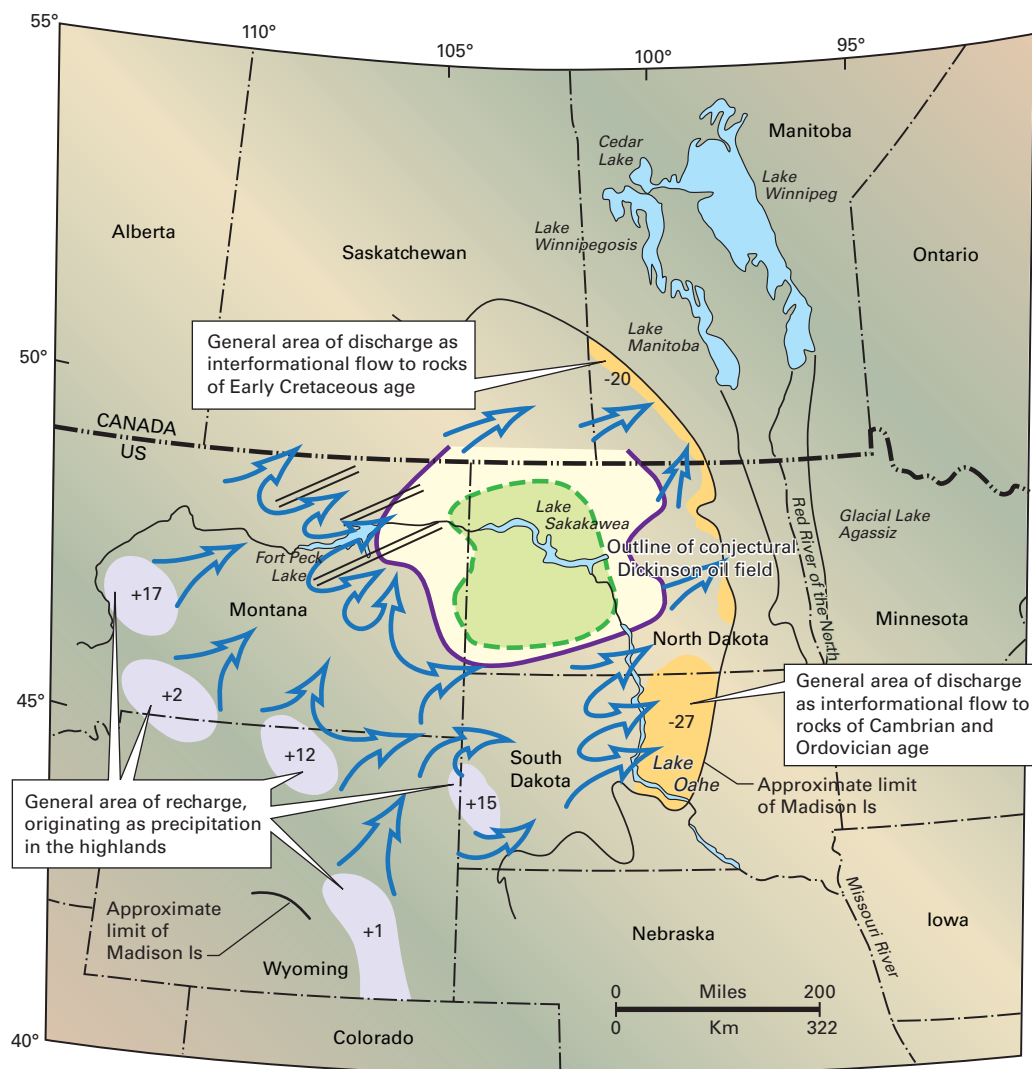 55°
110°
105°
100°
95°
Manitoba
Cedar
Lake
Lake
Winnipeg
Alberta
Saskatchewan
Lake
Winnipegosis
Ontario
50°
General area of discharge as
interformational flow to rocks
of Early Cretaceous age
Lake
Manitoba
-20
CANADA
US
Lake
Sakakawea
Red River of the North
Glacial Lake
Agassiz
Outline of conjectural
Dickinson oil field
Fort Peck
Lake
+17
Montana
Minnesota
North Dakota
45°
+2
General area of discharge
as interformational flow to
rocks of Cambrian and
Ordovician age
-27
+12
South
Dakota
Lake
Oahe
Approximate limit
of Madison ls
General area of recharge,
originating as precipitation
in the highlands
+15
Approximate
limit of
Madison ls
+1
Missouri River
Iowa
Nebraska
Wyoming
0 Miles 200
0 Km 322
40°
Colorado